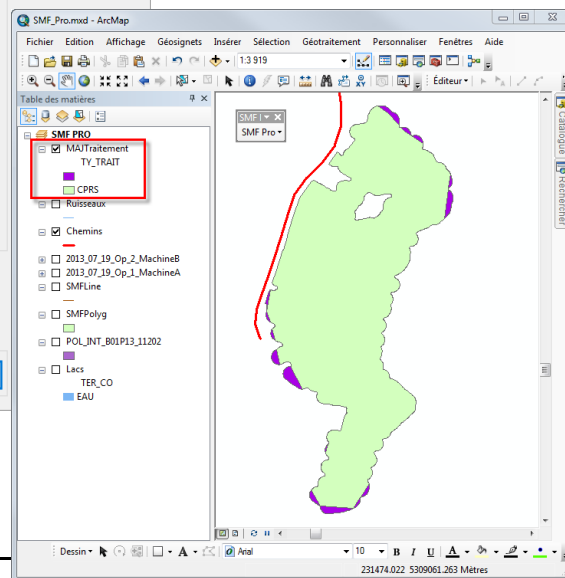 SMF_Pro.mxd - ArcMap
Fichier Edition Affichage Géosignets Insérer Sélection Géotraitement Personnaliser Fenêtres Aide
1:3 919
Éditeur
Table des matières
SMF PRO
MAJTraitement
TY_TRAIT
CPRS
Ruisseaux
Chemins
2013_07_19_Op_2_MachineB
2013_07_19_Op_1_MachineA
SMFLine
SMFPolyg
POL_INT_B01P13_11202
Lacs
TER_CO
EAU
SMF Pro
Catalogue
Rechercher
Dessin A Arial 10 B I U A
231474.022 5309061.263 Mètres